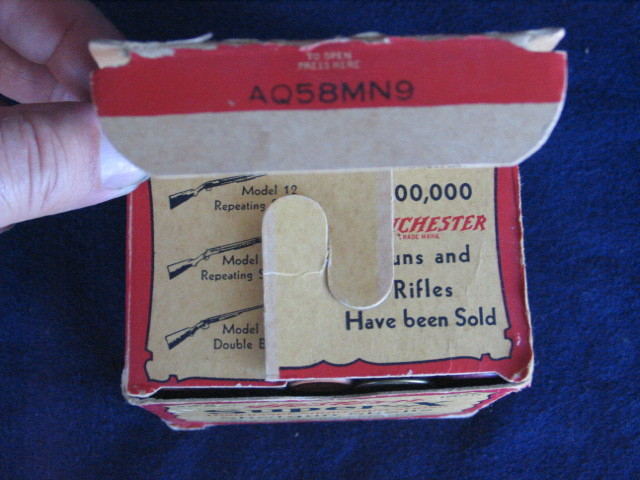 TO OPEN
PRESS HERE
AQ58MN9
Model 12
Repeating
Model
Repeating
Model
Double
00,000
CHESTER
TRADE MARK
uns and
Rifles
Have been Sold
Super-X